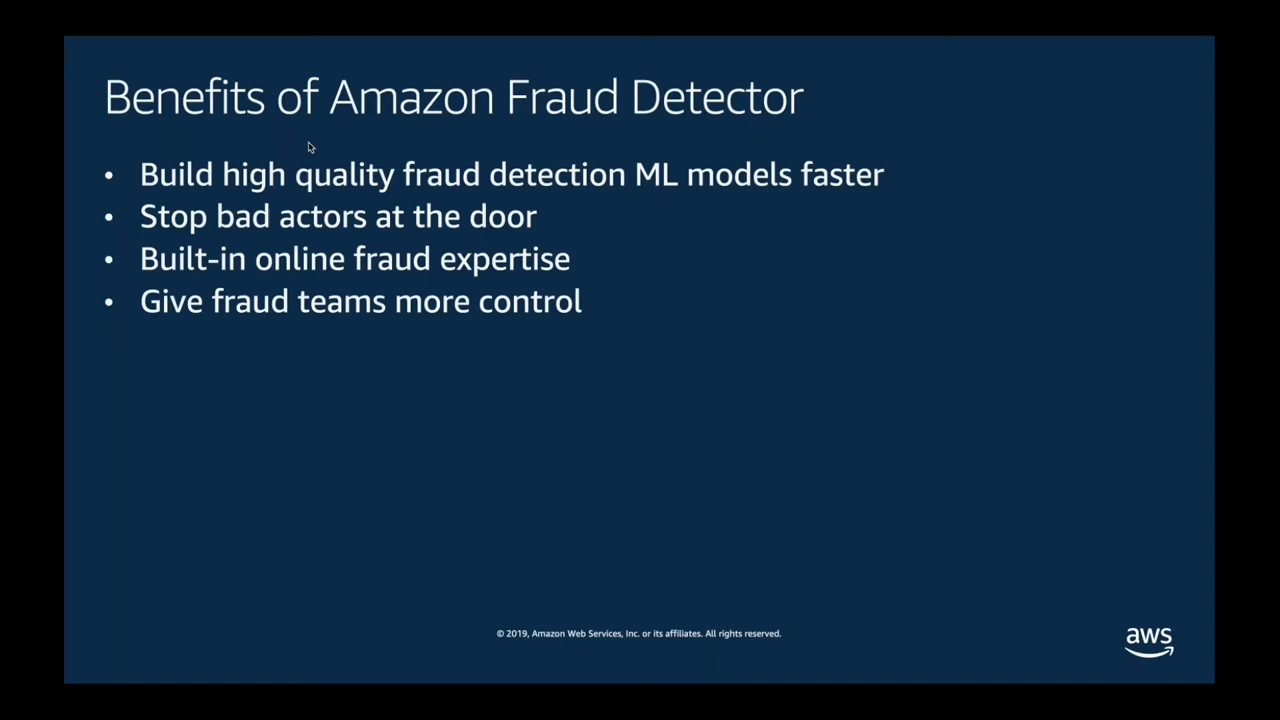 Benefits of Amazon Fraud Detector
• Build high quality fraud detection ML models faster
• Stop bad actors at the door
• Built-in online fraud expertise
• Give fraud teams more control
© 2019, Amazon Web Services, Inc. or its affiliates. All rights reserved.
aws